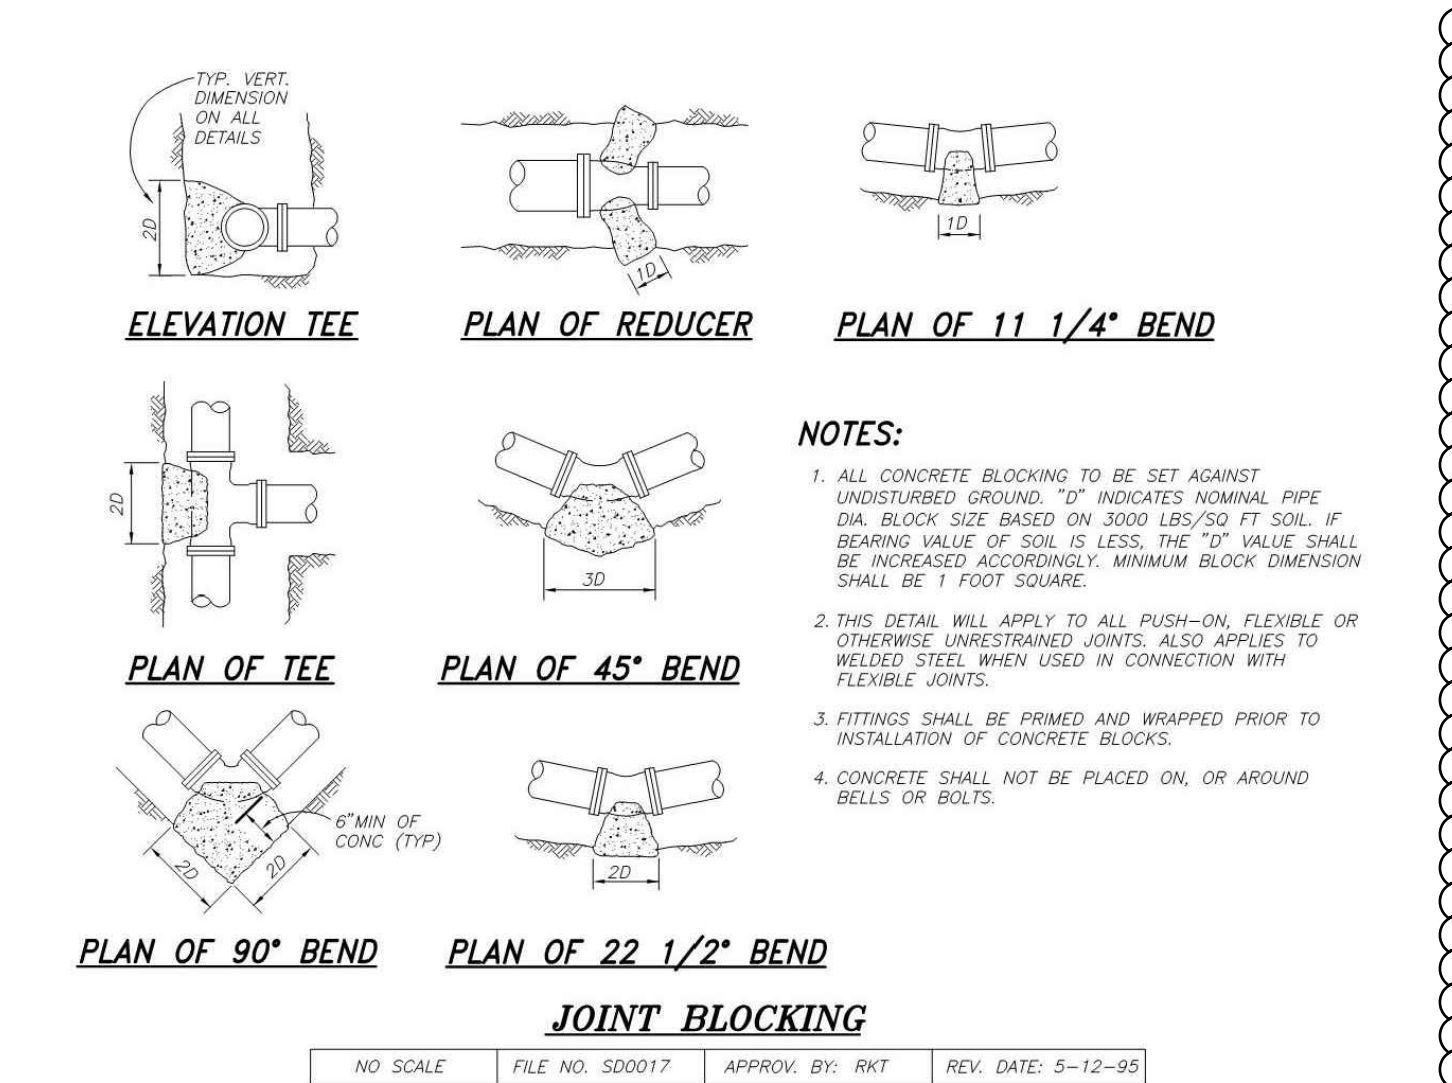 TYP. VERT.
DIMENSION
ON ALL
DETAILS
2D
ELEVATION TEE
1D
PLAN OF REDUCER
1D
PLAN OF 11 1/4° BEND
2D
PLAN OF TEE
3D
PLAN OF 45° BEND
NOTES:
1. ALL CONCRETE BLOCKING TO BE SET AGAINST
UNDISTURBED GROUND. "D" INDICATES NOMINAL PIPE
DIA. BLOCK SIZE BASED ON 3000 LBS/SQ FT SOIL. IF
BEARING VALUE OF SOIL IS LESS, THE "D" VALUE SHALL
BE INCREASED ACCORDINGLY. MINIMUM BLOCK DIMENSION
SHALL BE 1 FOOT SQUARE.
2. THIS DETAIL WILL APPLY TO ALL PUSH-ON, FLEXIBLE OR
OTHERWISE UNRESTRAINED JOINTS. ALSO APPLIES TO
WELDED STEEL WHEN USED IN CONNECTION WITH
FLEXIBLE JOINTS.
3. FITTINGS SHALL BE PRIMED AND WRAPPED PRIOR TO
INSTALLATION OF CONCRETE BLOCKS.
4. CONCRETE SHALL NOT BE PLACED ON, OR AROUND
BELLS OR BOLTS.
6"MIN OF
CONC (TYP)
2D
2D
PLAN OF 90° BEND
2D
PLAN OF 22 1/2° BEND
JOINT BLOCKING
NO SCALE
FILE NO. SD0017
APPROV. BY: RKT
REV. DATE: 5-12-95